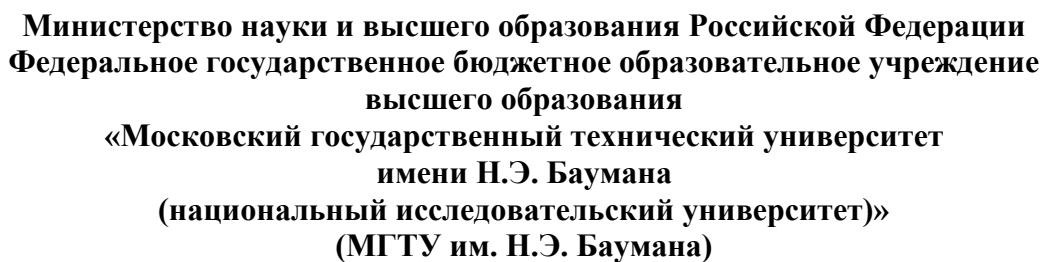 Министерство науки и высшего образования Российской Федерации
Федеральное государственное бюджетное образовательное учреждение
высшего образования
«Московский государственный технический университет
имени Н.Э. Баумана
(национальный исследовательский университет)»
(МГТУ им. Н.Э. Баумана)